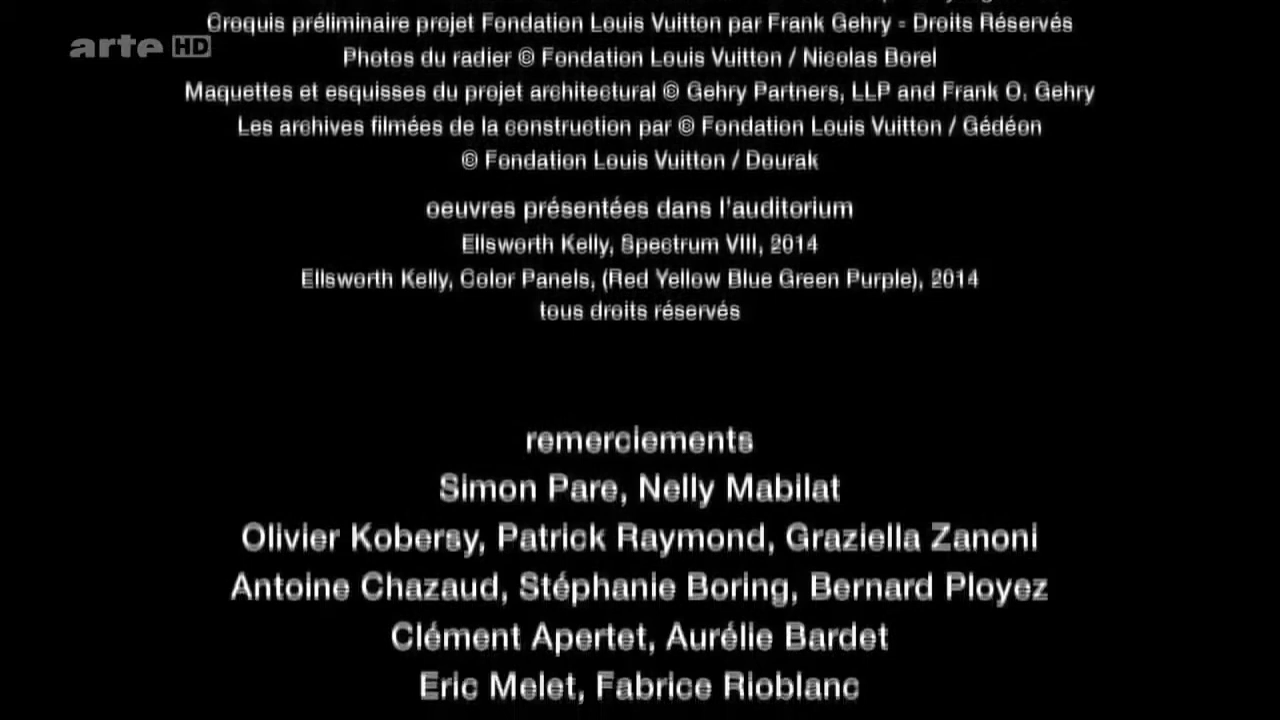 Croquis préliminaire projet Fondation Louis Vuitton par Frank Gehry - Droits Réservés
arte HD
Photos du radier © Fondation Louis Vuitton / Nicolas Borel
Maquettes et esquisses du projet architectural © Gehry Partners, LLP and Frank O. Gehry
Les archives filmées de la construction par © Fondation Louis Vuitton / Gédéon
© Fondation Louis Vuitton / Dourak
oeuvres présentées dans l'auditorium
Ellsworth Kelly, Spectrum VIII, 2014
Ellsworth Kelly, Color Panels, (Red Yellow Blue Green Purple), 2014
tous droits réservés
remerciements
Simon Pare, Nelly Mabilat
Olivier Kobersy, Patrick Raymond, Graziella Zanoni
Antoine Chazaud, Stéphanie Boring, Bernard Ployez
Clément Apertet, Aurélie Bardet
Eric Melet, Fabrice Rioblanc